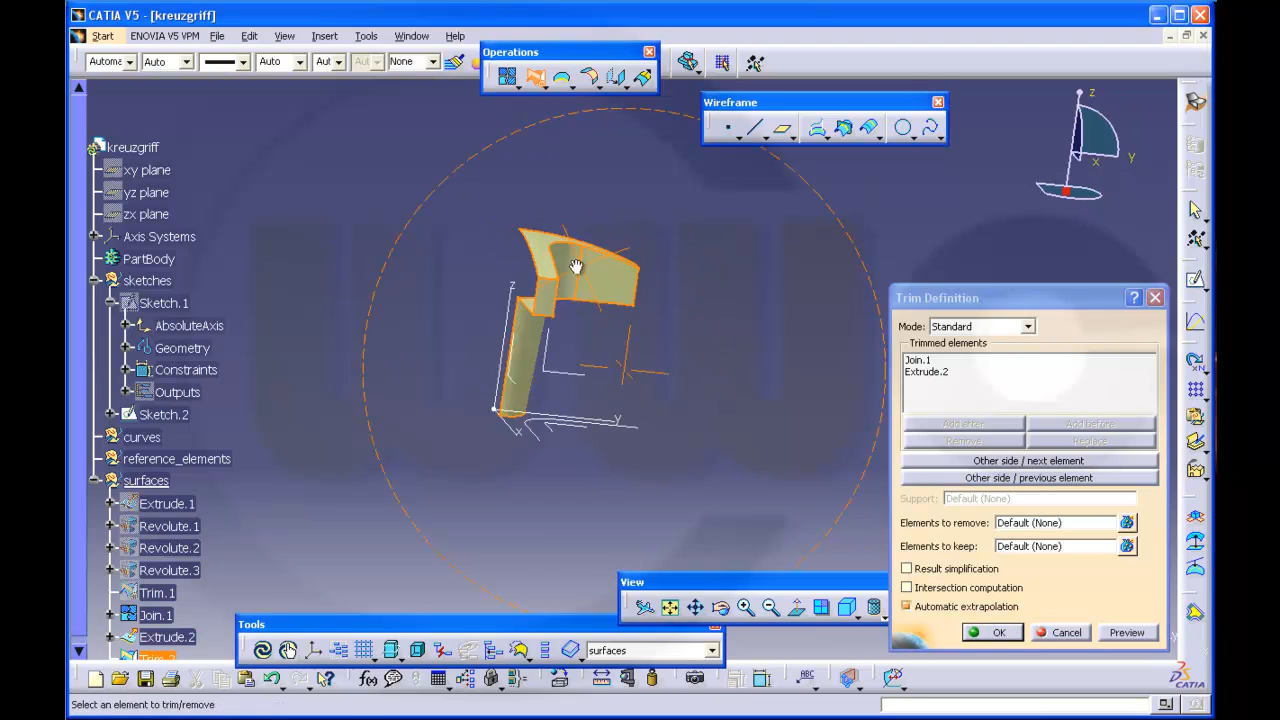 CATIA V5 - [kreuzgriff]
Start ENOVIA V5 VPM File Edit View Insert Tools Window Help
Automa Auto Auto Aut Aut None
Operations
Wireframe
kreuzgriff
xy plane
yz plane
zx plane
Axis Systems
PartBody
sketches
Sketch.1
AbsoluteAxis
Geometry
Constraints
Outputs
Sketch.2
curves
reference_elements
surfaces
Extrude.1
Revolute.1
Revolute.2
Revolute.3
Trim.1
Join.1
Extrude.2
Trim.2
z
x
y
z
y
x
Trim Definition
Mode: Standard
Trimmed elements
Join.1
Extrude.2
Add after Add before
Remove Replace
Other side / next element
Other side / previous element
Support: Default (None)
Elements to remove: Default (None)
Elements to keep: Default (None)
Result simplification
Intersection computation
Automatic extrapolation
OK Cancel Preview
View
Tools
surfaces
CATIA
Select an element to trim/remove